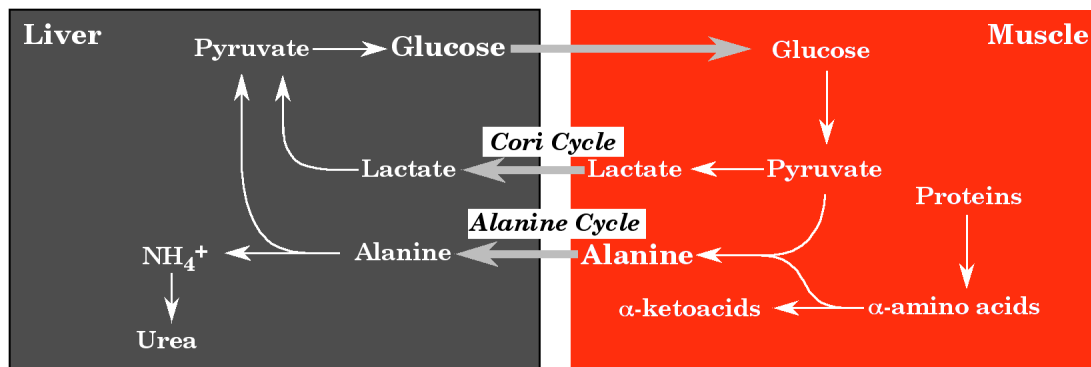 Liver
Pyruvate
Glucose
Glucose
Muscle
Cori Cycle
Lactate
Lactate
Pyruvate
Proteins
Alanine Cycle
NH₄⁺
Alanine
Alanine
α-ketoacids
α-amino acids
Urea